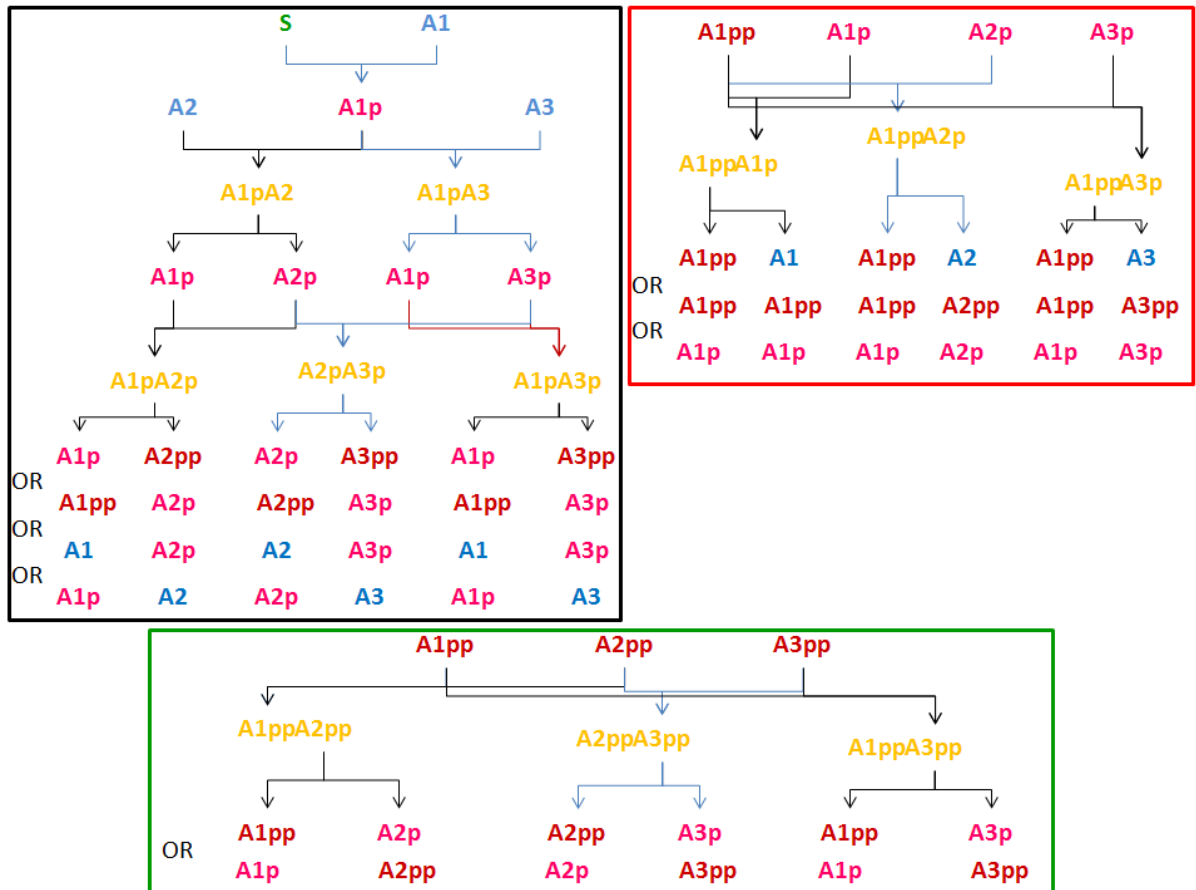 S A1
A2 A1p A3
A1pA2 A1pA3
A1p A2p A1p A3p
A1pA2p A2pA3p A1pA3p
A1p A2pp A2p A3pp A1p A3pp
OR
A1pp A2p A2pp A3p A1pp A3p
OR
A1 A2p A2 A3p A1 A3p
OR
A1p A2 A2p A3 A1p A3
A1pp A1p A2p A3p
A1ppA2p
A1ppA1p A1ppA3p
A1pp A1 A1pp A2 A1pp A3
OR
A1pp A1pp A1pp A2pp A1pp A3pp
OR
A1p A1p A1p A2p A1p A3p
A1pp A2pp A3pp
A1ppA2pp A2ppA3pp A1ppA3pp
A1pp A2p A2pp A3p A1pp A3p
OR
A1p A2pp A2p A3pp A1p A3pp